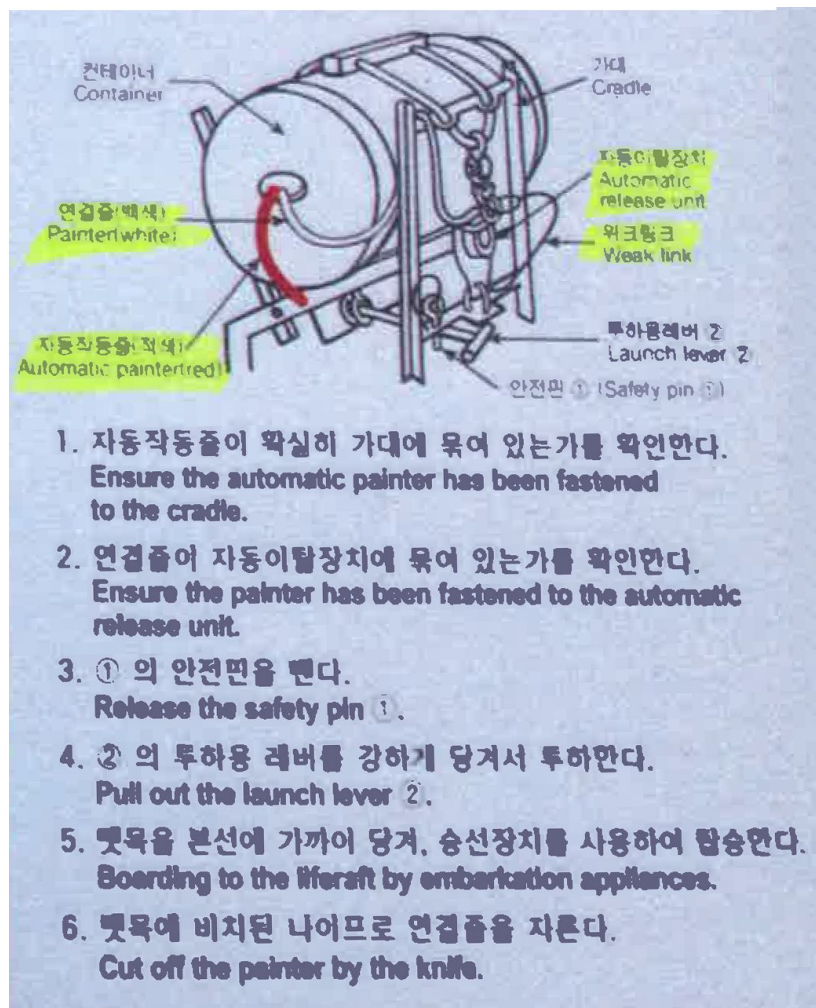 컨테이너
Container
가대
Cradle
자동이탈장치
Automatic
release unit
연결줄(백색)
Painter(white)
위크링크
Weak link
자동작동줄(적색)
Automatic painter(red)
투하용레버 2
Launch lever 2
안전핀 ① (Safety pin ①)
1. 자동작동줄이 확실히 가대에 묶여 있는가를 확인한다.
Ensure the automatic painter has been fastened
to the cradle.
2. 연결줄이 자동이탈장치에 묶여 있는가를 확인한다.
Ensure the painter has been fastened to the automatic
release unit.
3. ① 의 안전핀을 뺀다.
Release the safety pin ①.
4. ② 의 투하용 레버를 강하게 당겨서 투하한다.
Pull out the launch lever ②.
5. 뗏목을 본선에 가까이 당겨, 승선장치를 사용하여 탑승한다.
Boarding to the liferaft by embarkation appliances.
6. 뗏목에 비치된 나이프로 연결줄을 자른다.
Cut off the painter by the knife.